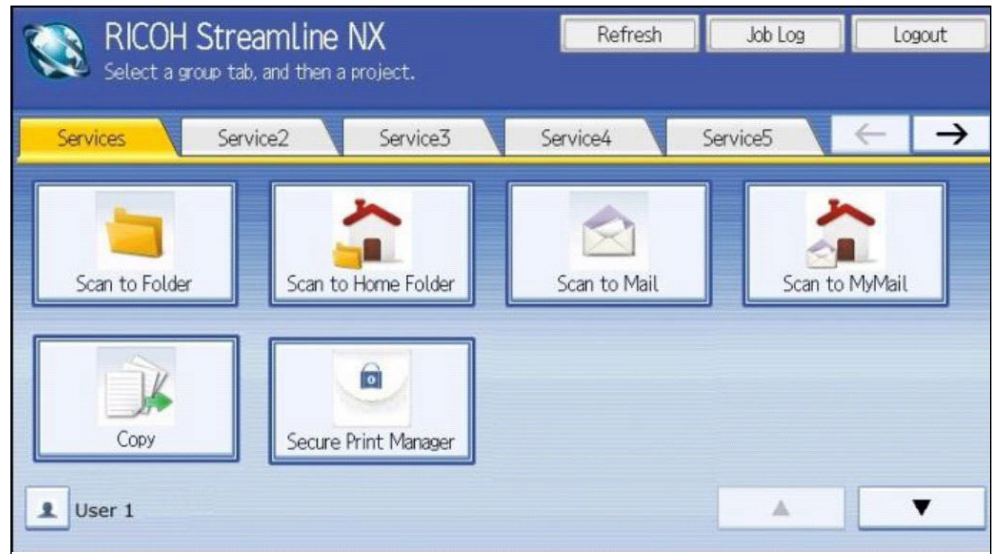 RICOH Streamline NX
Select a group tab, and then a project.
Refresh
Job Log
Logout
Services
Service2
Service3
Service4
Service5
Scan to Folder
Scan to Home Folder
Scan to Mail
Scan to MyMail
Copy
Secure Print Manager
User 1